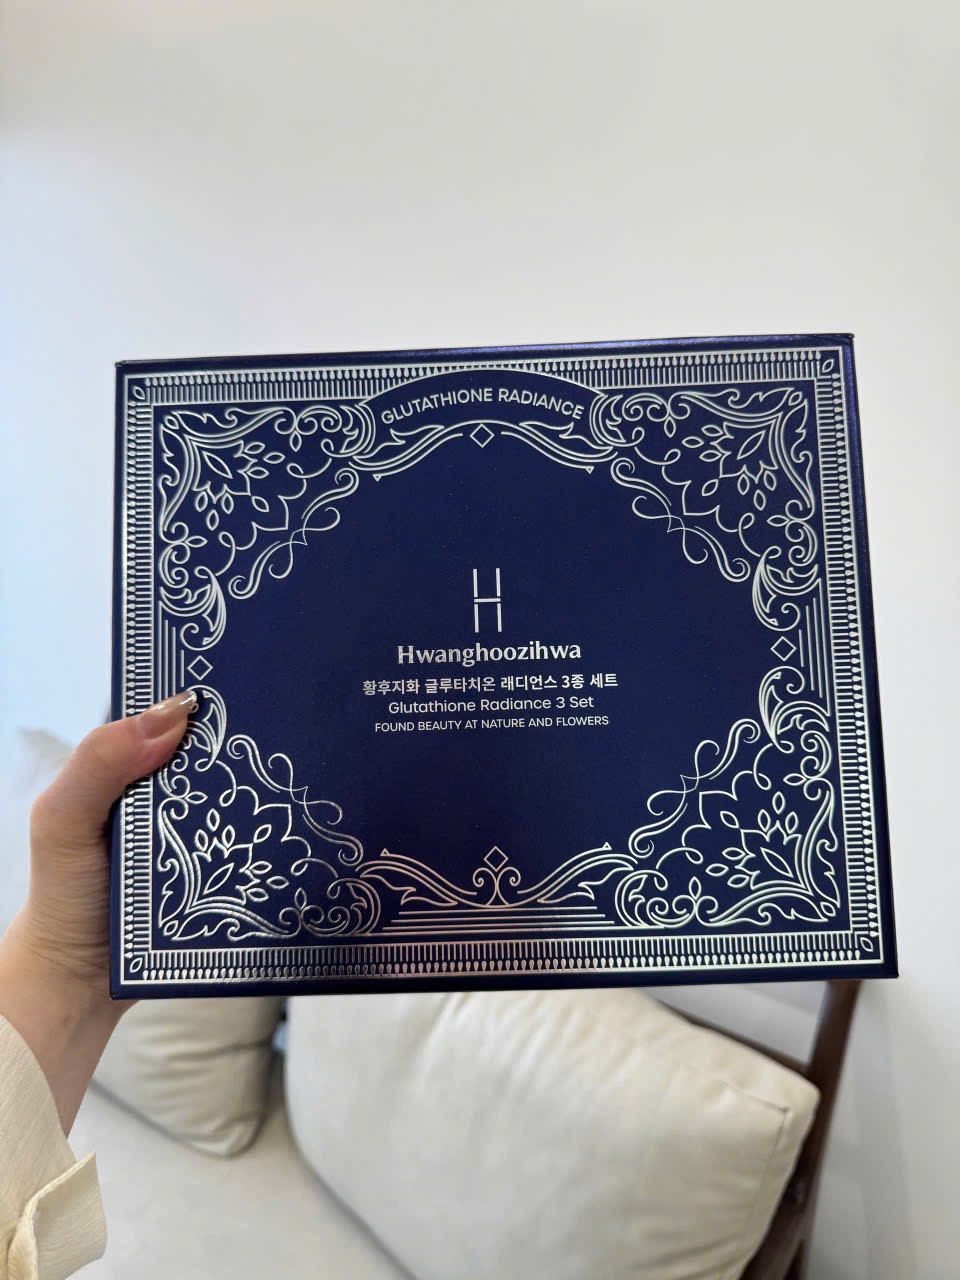 GLUTATHIONE RADIANCE
H
Hwanghoozihwa
황후지화 글루타치온 래디언스 3종 세트
Glutathione Radiance 3 Set
FOUND BEAUTY AT NATURE AND FLOWERS